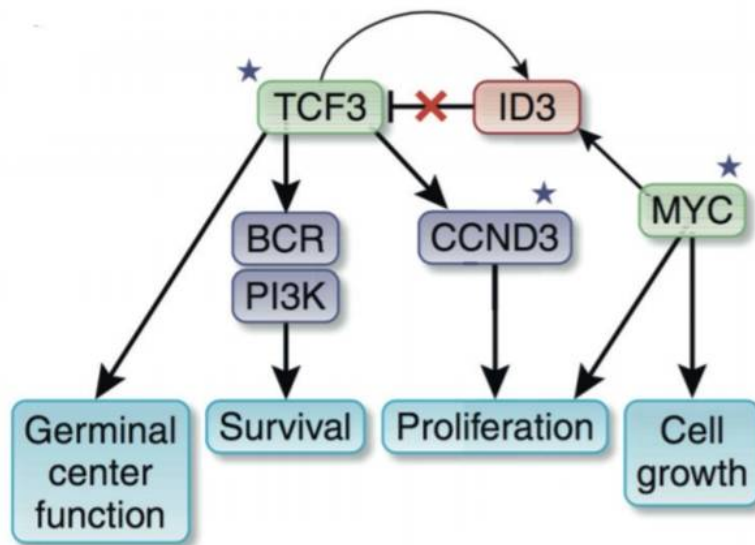 TCF3
ID3
MYC
BCR
CCND3
PI3K
Germinal
center
function
Survival
Proliferation
Cell
growth